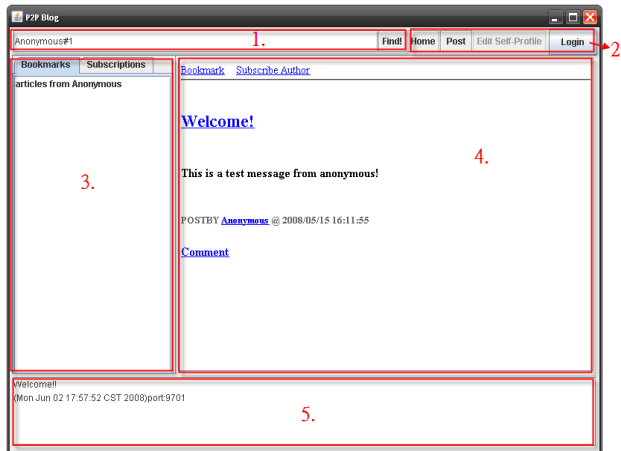 P2P Blog
Anonymous#1 1. Find! Home Post Edit Self-Profile Login 2
Bookmarks Subscriptions
Bookmark Subscribe Author
articles from Anonymous
Welcome!
4.
This is a test message from anonymous!
3.
POSTBY Anonymous @ 2008/05/15 16:11:55
Comment
Welcome!!
(Mon Jun 02 17:57:52 CST 2008)port:9701
5.